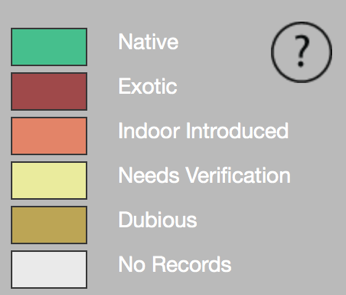 Native
?
Exotic
Indoor Introduced
Needs Verification
Dubious
No Records